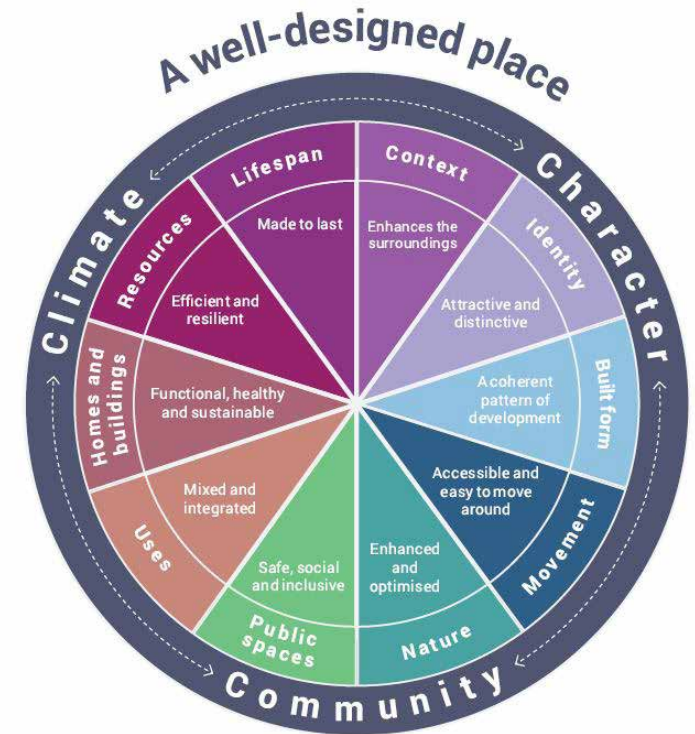 A well-designed place
Climate
Character
Community
Context
Enhances the
surroundings
Identity
Attractive and
distinctive
Built form
A coherent
pattern of
development
Movement
Accessible and
easy to move
around
Nature
Enhanced
and
optimised
Public
spaces
Safe, social
and inclusive
Uses
Mixed and
integrated
Homes and
buildings
Functional, healthy
and sustainable
Resources
Efficient and
resilient
Lifespan
Made to last